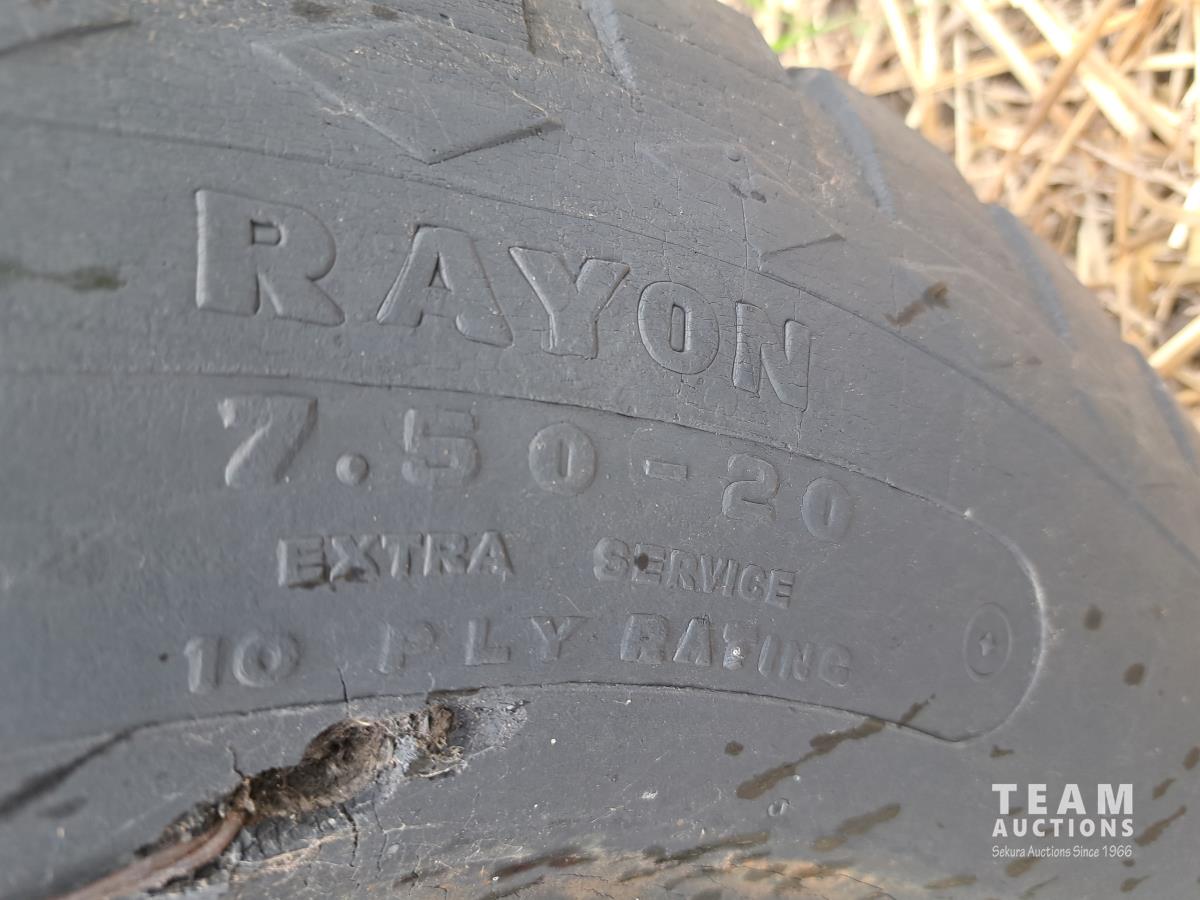 RAYON
7.50-20
EXTRA SERVICE
10 PLY RATING
TEAM
AUCTIONS
Sekura Auctions Since 1966